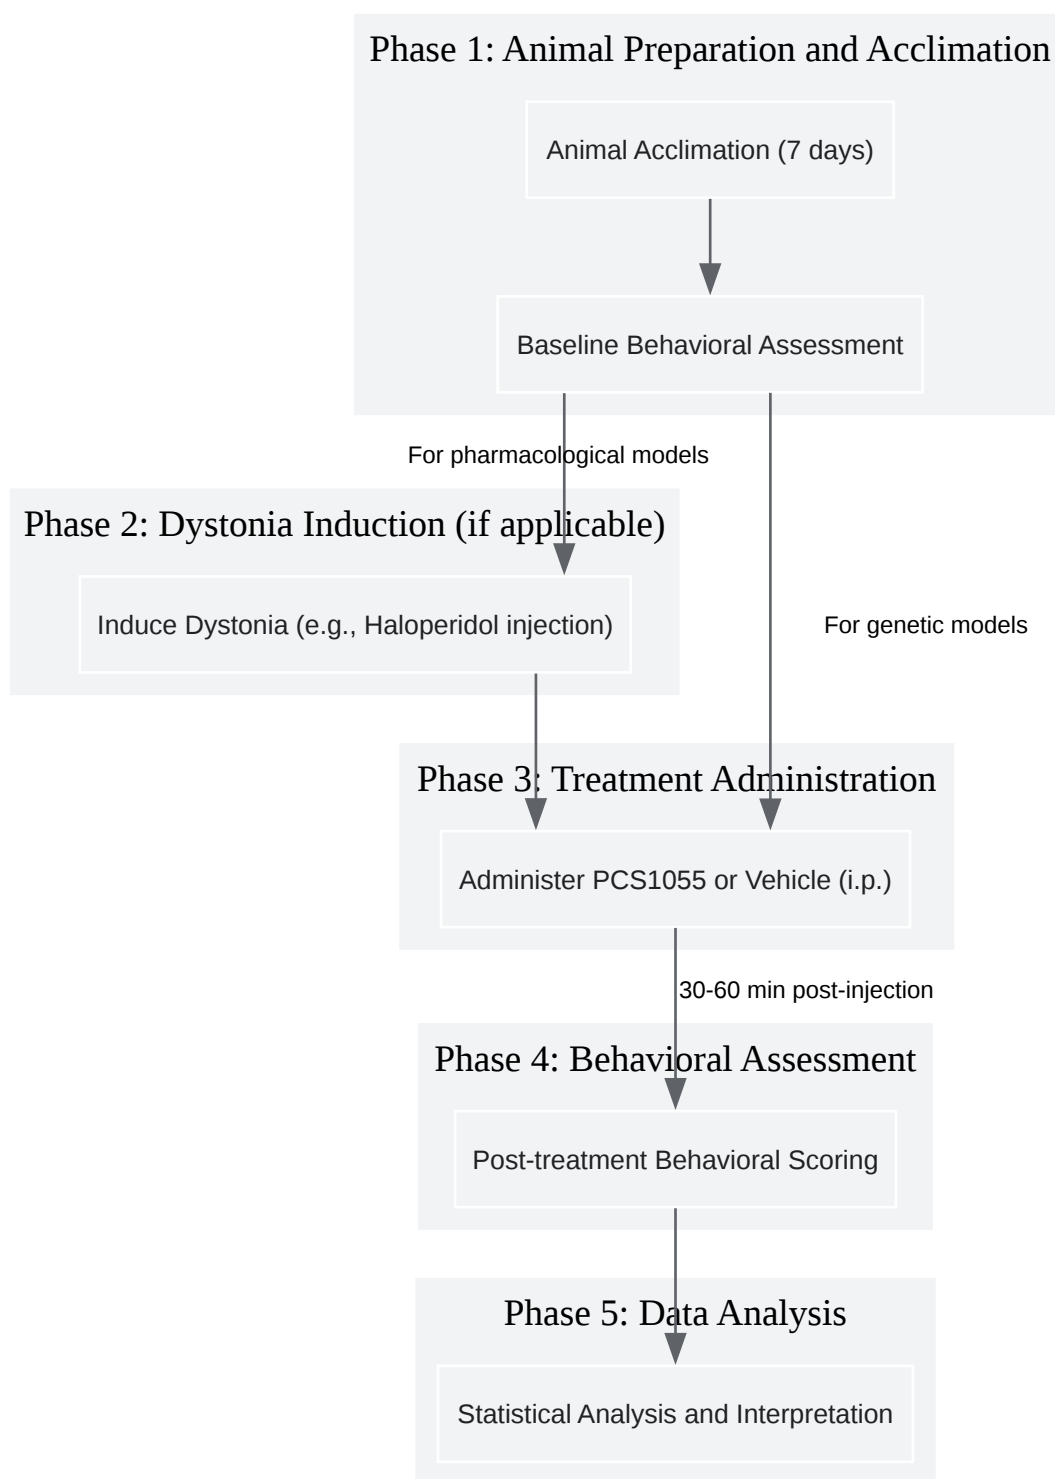 Phase 1: Animal Preparation and Acclimation
Animal Acclimation (7 days)
Baseline Behavioral Assessment
For pharmacological models
Phase 2: Dystonia Induction (if applicable)
Induce Dystonia (e.g., Haloperidol injection)
For genetic models
Phase 3: Treatment Administration
Administer PCS1055 or Vehicle (i.p.)
30-60 min post-injection
Phase 4: Behavioral Assessment
Post-treatment Behavioral Scoring
Phase 5: Data Analysis
Statistical Analysis and Interpretation